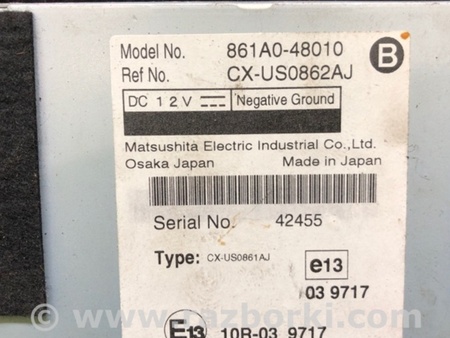 Model No. 861A0-48010 B
Ref No. CX-US0862AJ
DC 12V Negative Ground
Matsushita Electric Industrial Co.,Ltd.
Osaka Japan Made in Japan
Serial No. 42455
Type: CX-US0861AJ
e13
03 9717
E13 10R-03 9717
© www.razborki.com